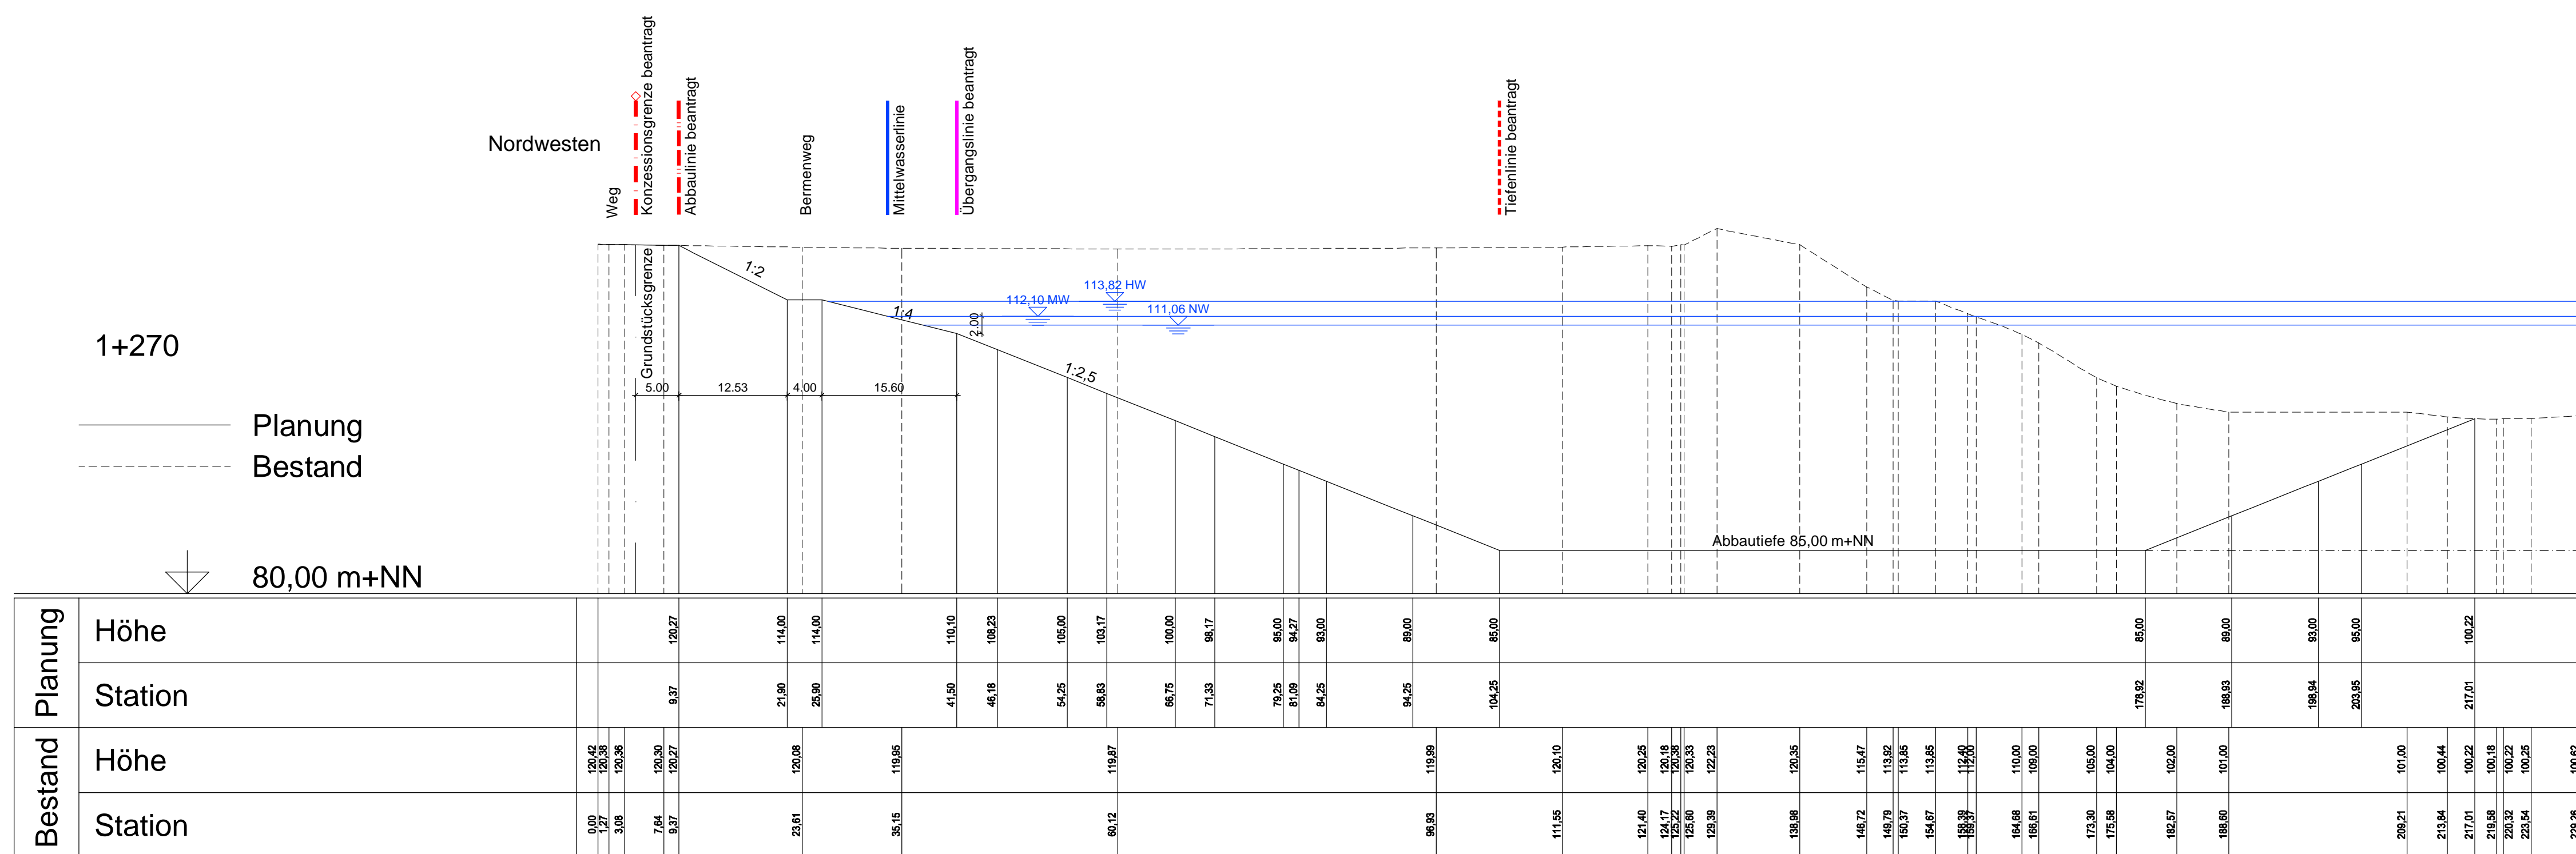 Nordwesten
Weg
Konzessionsgrenze beantragt
Abbaulinie beantragt
Bermenweg
Mittelwasserlinie
Übergangslinie beantragt
Tiefenlinie beantragt
Grundstücksgrenze
1:2
1:4
1:2,5
113,82 HW
112,10 MW
111,06 NW
2.00
5.00 12.53 4.00 15.60
1+270
Planung
Bestand
Abbautiefe 85,00 m+NN
80,00 m+NN
Planung
Höhe 120,27 114,00 114,00 110,10 108,23 105,00 103,17 100,00 98,17 95,00 94,27 93,00 89,00 85,00 85,00 89,00 93,00 95,00 100,22
Station 9,37 21,90 25,90 41,50 46,18 54,25 58,83 66,75 71,33 79,25 81,09 84,25 94,25 104,25 178,92 188,93 198,94 203,95 217,01
Bestand
Höhe 120,42 120,38 120,36 120,30 120,27 120,08 119,95 119,87 119,99 120,10 120,25 120,18 120,38 120,33 122,23 120,35 115,47 113,92 113,85 113,85 112,40 112,00 110,00 109,00 105,00 104,00 102,00 101,00 101,00 100,44 100,22 100,18 100,22 100,25
Station 0,00 1,27 3,08 7,64 9,37 23,61 35,15 60,12 96,93 111,55 121,40 124,17 125,22 125,60 129,39 138,98 146,72 149,79 150,37 154,67 158,39 159,37 164,68 166,61 173,30 175,58 182,57 188,60 209,21 213,84 217,01 219,58 220,32 223,54